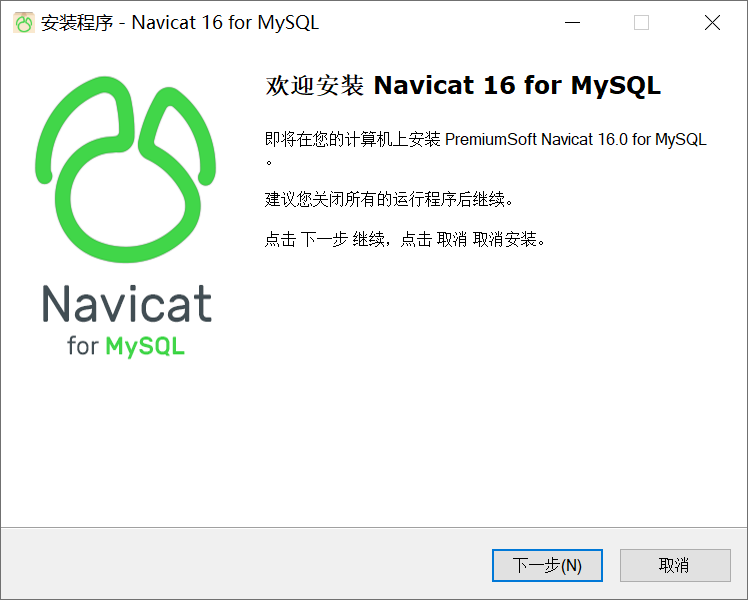 安装程序 - Navicat 16 for MySQL
欢迎安装 Navicat 16 for MySQL
即将在您的计算机上安装 PremiumSoft Navicat 16.0 for MySQL
。
建议您关闭所有的运行程序后继续。
点击 下一步 继续，点击 取消 取消安装。
Navicat
for MySQL
下一步(N)
取消